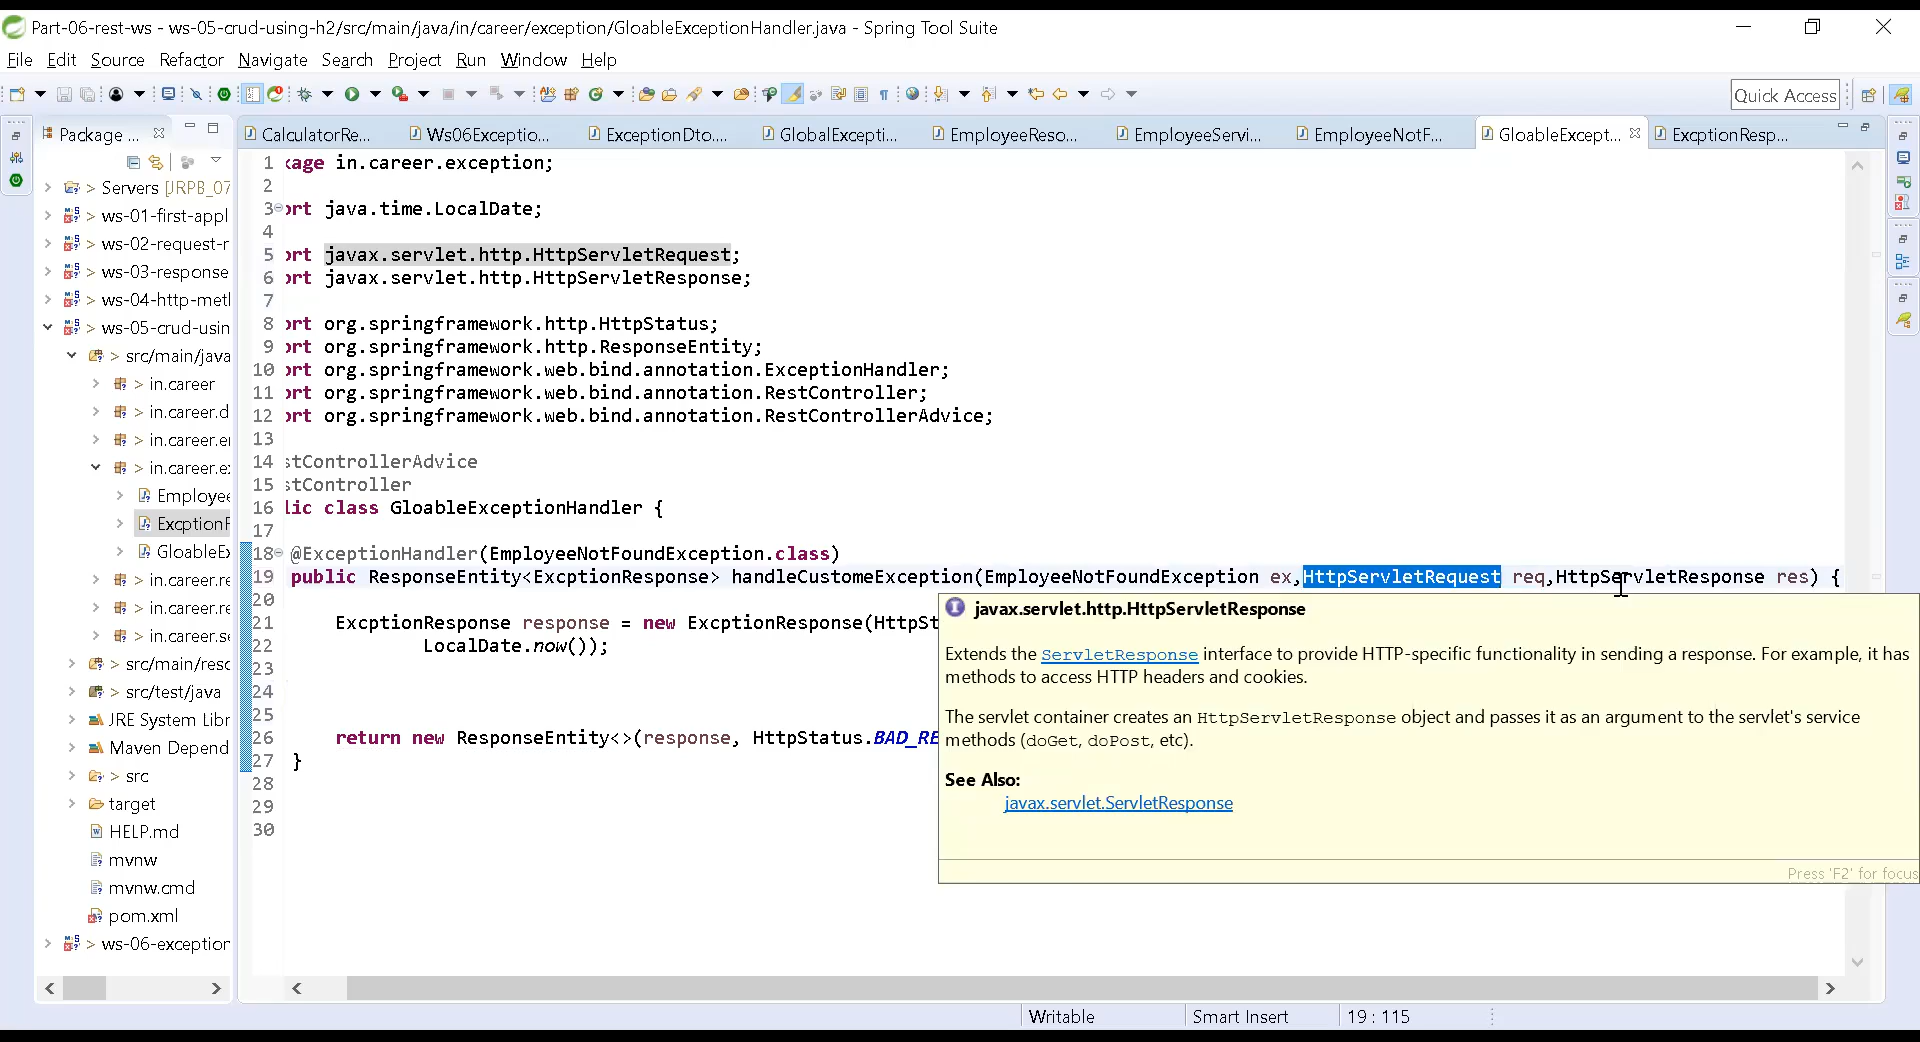 Part-06-rest-ws - ws-05-crud-using-h2/src/main/java/in/career/exception/GloableExceptionHandler.java - Spring Tool Suite
File Edit Source Refactor Navigate Search Project Run Window Help
Quick Access
Package ...
CalculatorRe... Ws06Exceptio... ExceptionDto.... GlobalExcepti... EmployeeReso... EmployeeServi... EmployeeNotF... GloableExcept... ExcptionResp...
> Servers [JRPB_07
> ws-01-first-appl
> ws-02-request-r
> ws-03-response
> ws-04-http-metl
> ws-05-crud-usin
> src/main/java
> in.career
> in.career.d
> in.career.er
> in.career.e:
Employee
ExcptionF
GloableEx
> in.career.re
> in.career.re
> in.career.se
> src/main/resc
> src/test/java
JRE System Libr
Maven Depend
> src
target
HELP.md
mvnw
mvnw.cmd
pom.xml
> ws-06-exception
1 kage in.career.exception;
2
3 ort java.time.LocalDate;
4
5 ort javax.servlet.http.HttpServletRequest;
6 ort javax.servlet.http.HttpServletResponse;
7
8 ort org.springframework.http.HttpStatus;
9 ort org.springframework.http.ResponseEntity;
10 ort org.springframework.web.bind.annotation.ExceptionHandler;
11 ort org.springframework.web.bind.annotation.RestController;
12 ort org.springframework.web.bind.annotation.RestControllerAdvice;
13
14 stControllerAdvice
15 stController
16 lic class GloableExceptionHandler {
17
18 @ExceptionHandler(EmployeeNotFoundException.class)
19 public ResponseEntity<ExcptionResponse> handleCustomeException(EmployeeNotFoundException ex,HttpServletRequest req,HttpServletResponse res) {
20
21 ExcptionResponse response = new ExcptionResponse(HttpSt
22 LocalDate.now());
23
24
25
26 return new ResponseEntity<>(response, HttpStatus.BAD_RE
27 }
28
29
30
javax.servlet.http.HttpServletResponse
Extends the ServletResponse interface to provide HTTP-specific functionality in sending a response. For example, it has
methods to access HTTP headers and cookies.
The servlet container creates an HttpServletResponse object and passes it as an argument to the servlet's service
methods (doGet, doPost, etc).
See Also:
javax.servlet.ServletResponse
Press 'F2' for focus
Writable Smart Insert 19 : 115